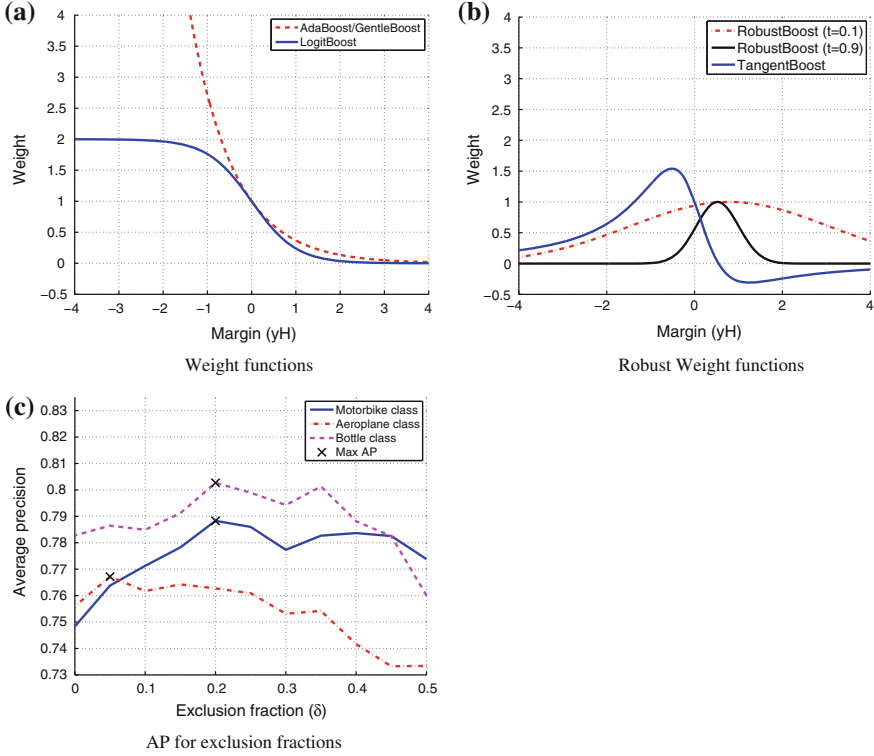 (a)
4
3.5
3
2.5
2
1.5
1
0.5
0
−0.5
Weight
AdaBoost/GentleBoost
LogitBoost
−4 −3 −2 −1 0 1 2 3 4
Margin (yH)
Weight functions
(b)
4
3.5
3
2.5
2
1.5
1
0.5
0
−0.5
Weight
RobustBoost (t=0.1)
RobustBoost (t=0.9)
TangentBoost
−4 −2 0 2 4
Margin (yH)
Robust Weight functions
(c)
0.83
0.82
0.81
0.8
0.79
0.78
0.77
0.76
0.75
0.74
0.73
Average precision
Motorbike class
Aeroplane class
Bottle class
Max AP
0 0.1 0.2 0.3 0.4 0.5
Exclusion fraction (δ)
AP for exclusion fractions